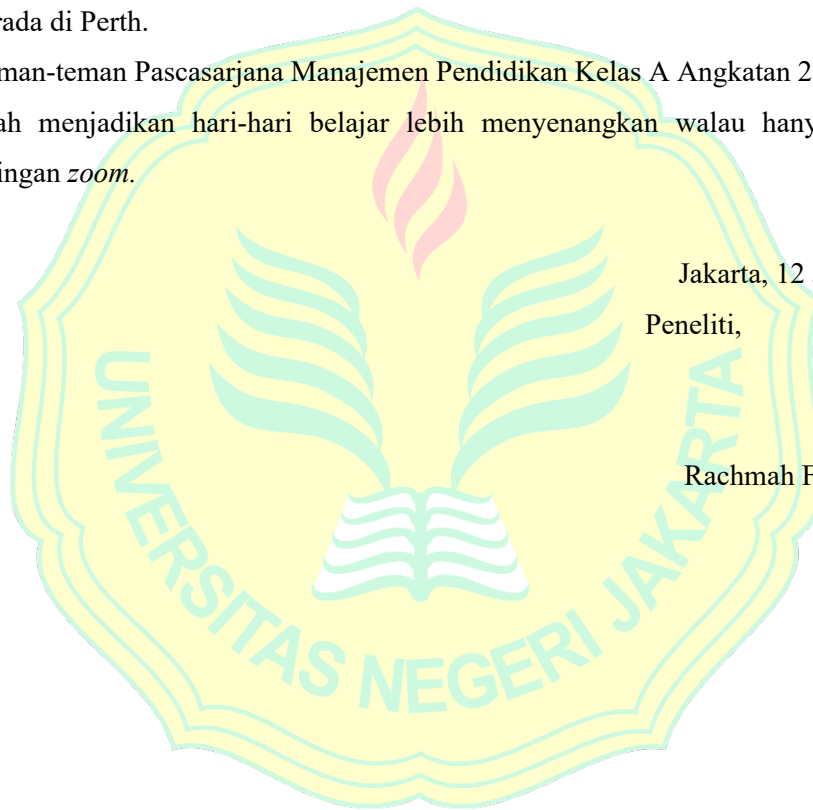 rada di Perth.
man-teman Pascasarjana Manajemen Pendidikan Kelas A Angkatan 2
ah menjadikan hari-hari belajar lebih menyenangkan walau hany
ingan zoom.
Jakarta, 12
Peneliti,
Rachmah F
UNIVERSITAS NEGERI JAKARTA